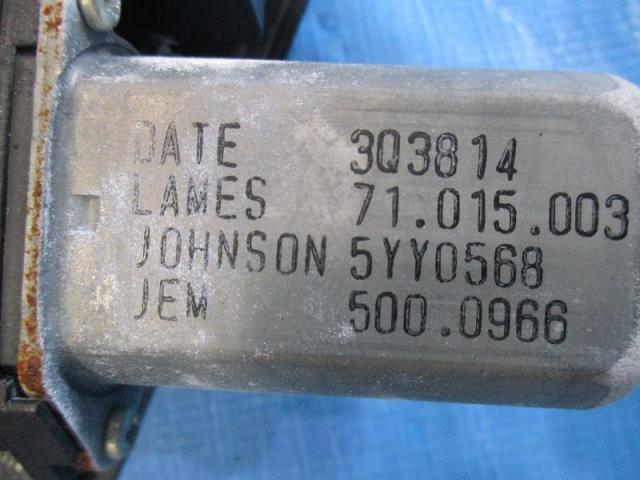 DATE 3Q3814
LAMES 71.015.003
JOHNSON 5YY0568
JEM 500.0966